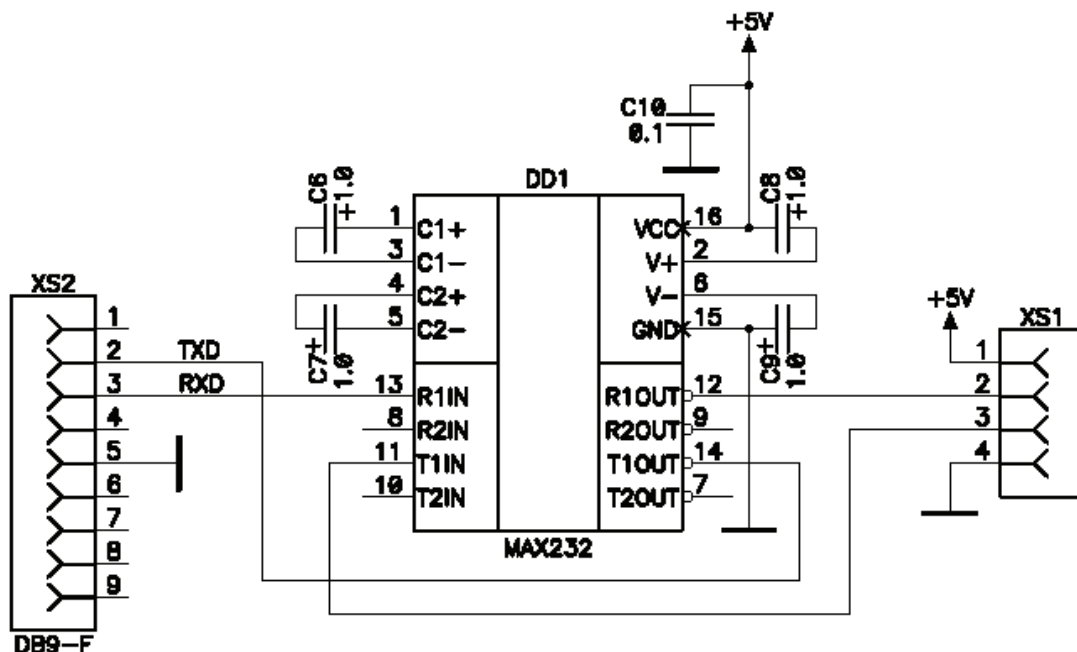 +5V
C10
0.1
DD1
C6
+1.0
1
C1+
3
C1-
4
C2+
5
C2-
C7
+
1.0
VCC
16
V+
2
V-
6
GND
15
C8
+1.0
C9
+
1.0
13
R1IN
8
R2IN
11
T1IN
10
T2IN
R1OUT
12
R2OUT
9
T1OUT
14
T2OUT
7
MAX232
XS2
1
2
TXD
3
RXD
4
5
6
7
8
9
DB9-F
+5V
XS1
1
2
3
4